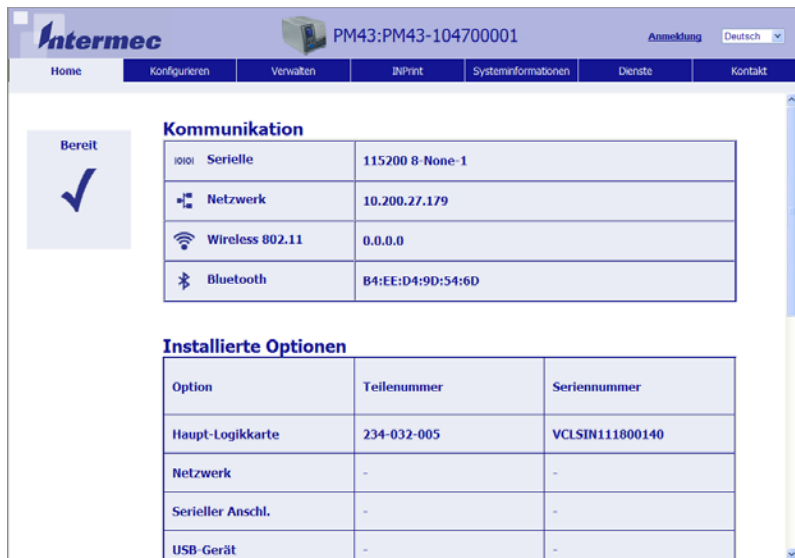 Intermec PM43:PM43-104700001 Anmeldung Deutsch
Home Konfigurieren Verwalten INPrint Systeminformationen Dienste Kontakt
Bereit
Kommunikation
IOIOI Serielle 115200 8-None-1
Netzwerk 10.200.27.179
Wireless 802.11 0.0.0.0
Bluetooth B4:EE:D4:9D:54:6D
Installierte Optionen
Option Teilenummer Seriennummer
Haupt-Logikkarte 234-032-005 VCLSIN111800140
Netzwerk - -
Serieller Anschl. - -
USB-Gerät - -